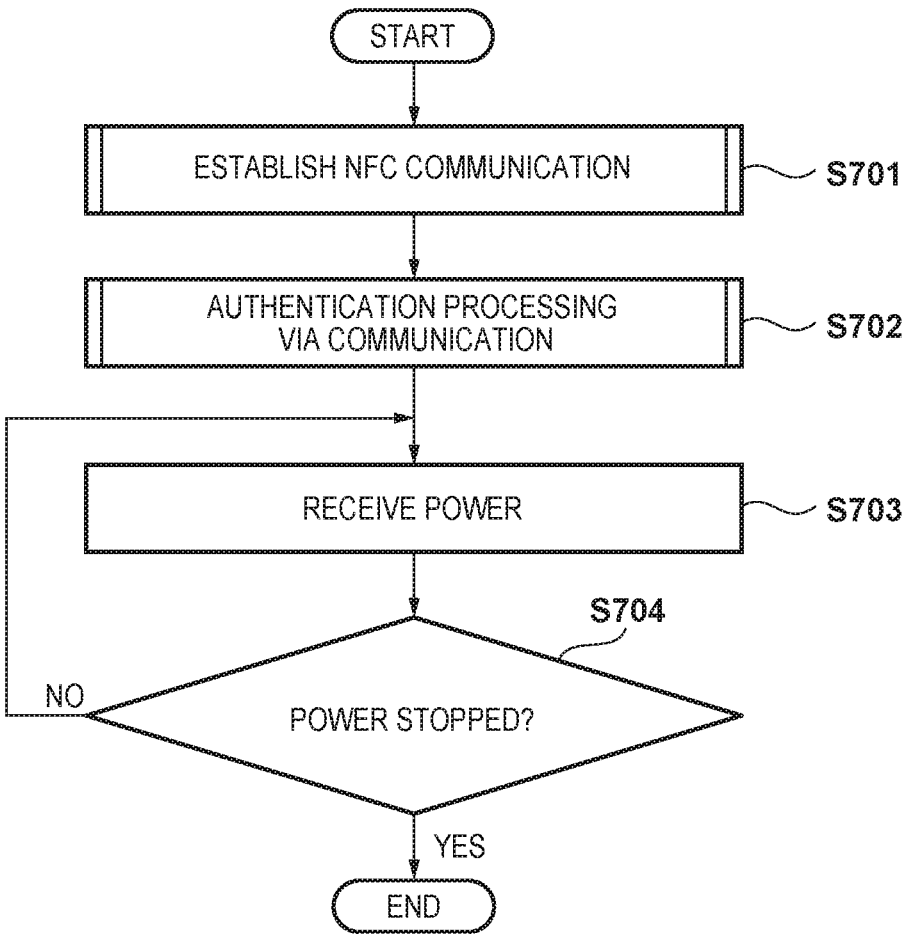 START
ESTABLISH NFC COMMUNICATION
S701
AUTHENTICATION PROCESSING
VIA COMMUNICATION
S702
RECEIVE POWER
S703
S704
NO
POWER STOPPED?
YES
END